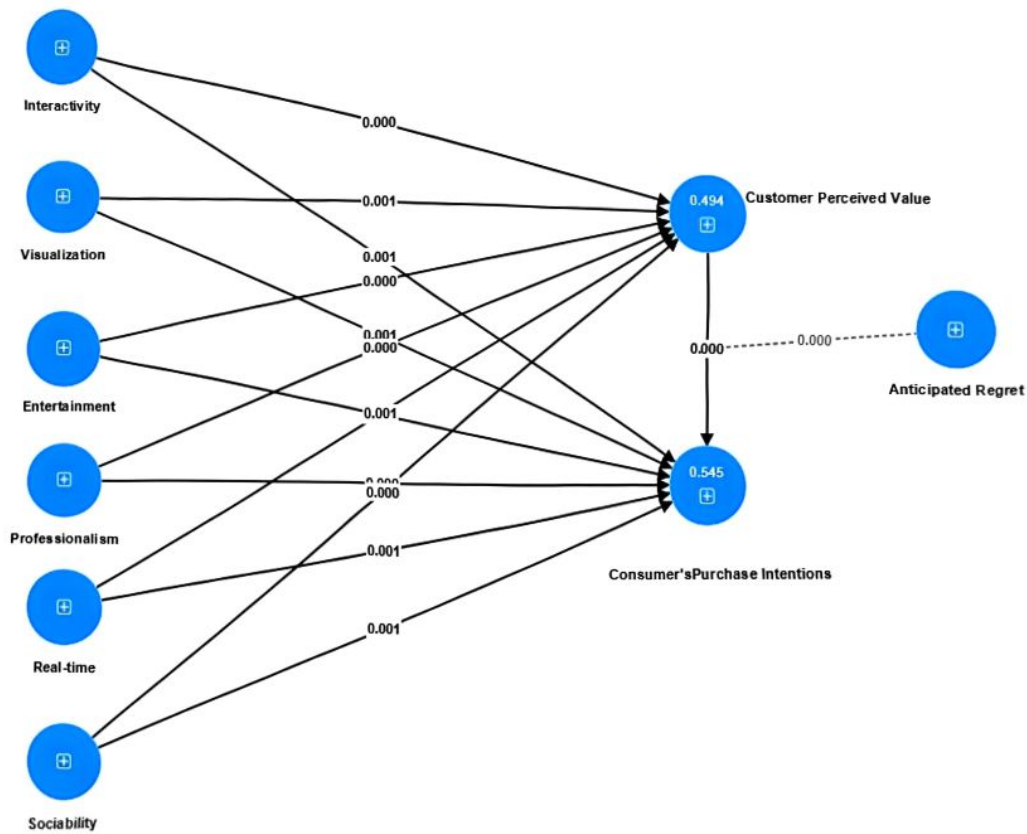 Interactivity
0.000
Visualization
0.001
0.494
Customer Perceived Value
0.001
0.000
Entertainment
0.001
0.000
0.000
0.000
Anticipated Regret
0.001
Professionalism
0.545
0.000
0.001
Consumer'sPurchase Intentions
Real-time
0.001
Sociability